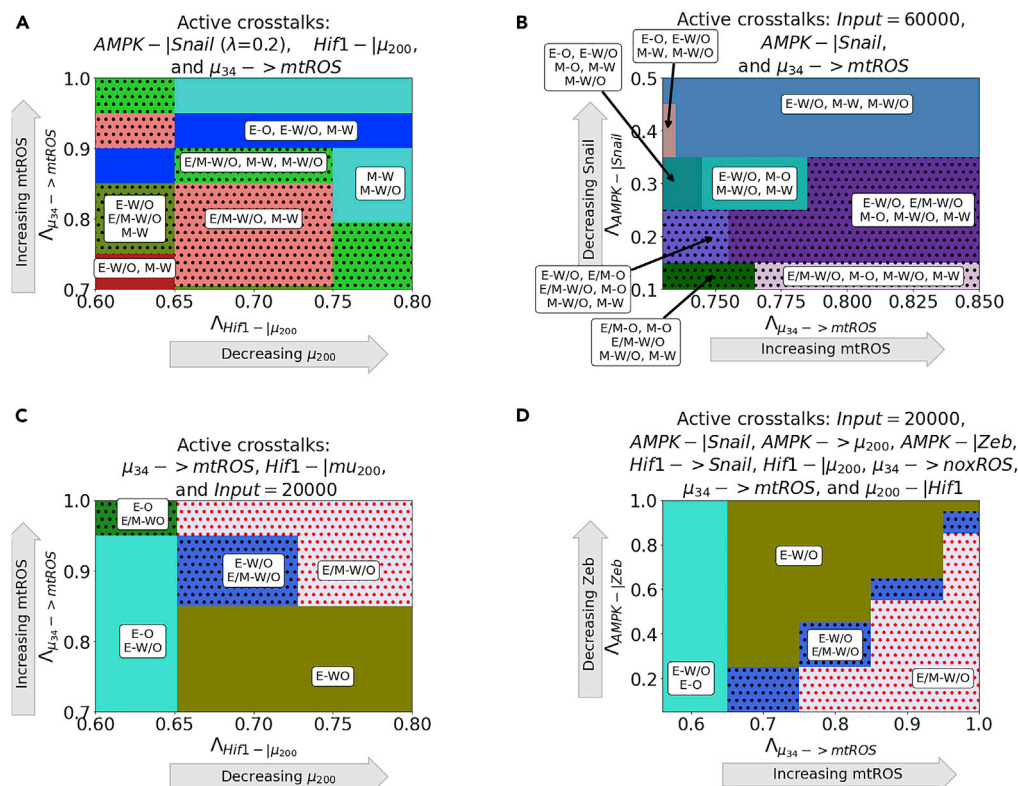 A
Active crosstalks:
AMPK−|Snail (λ=0.2), Hif1−|μ200,
and μ34−>mtROS
Increasing mtROS
Λμ34−>mtROS
1.0
0.9
0.8
0.7
E-O, E-W/O, M-W
E/M-W/O, M-W, M-W/O
M-W
M-W/O
E-W/O
E/M-W/O
M-W
E/M-W/O, M-W
E-W/O, M-W
0.60
0.65
0.70
0.75
0.80
ΛHif1−|μ200
Decreasing μ200
B
Active crosstalks: Input=60000,
AMPK−|Snail,
and μ34−>mtROS
E-O, E-W/O
M-O, M-W
M-W/O
E-O, E-W/O
M-W, M-W/O
Decreasing Snail
ΛAMPK−|Snail
0.5
0.4
0.3
0.2
0.1
E-W/O, M-W, M-W/O
E-W/O, M-O
M-W/O, M-W
E-W/O, E/M-W/O
M-O, M-W/O, M-W
E-W/O, E/M-O
E/M-W/O, M-O
M-W/O, M-W
E/M-W/O, M-O, M-W/O, M-W
E/M-O, M-O
E/M-W/O
M-W/O, M-W
0.750
0.775
0.800
0.825
0.850
Λμ34−>mtROS
Increasing mtROS
C
Active crosstalks:
μ34−>mtROS, Hif1−|mu200,
and Input=20000
Increasing mtROS
Λμ34−>mtROS
1.0
0.9
0.8
0.7
E-O
E/M-WO
E-W/O
E/M-W/O
E/M-W/O
E-O
E-W/O
E-WO
0.60
0.65
0.70
0.75
0.80
ΛHif1−|μ200
Decreasing μ200
D
Active crosstalks: Input=20000,
AMPK−|Snail, AMPK−>μ200, AMPK−|Zeb,
Hif1−>Snail, Hif1−|μ200, μ34−>noxROS,
μ34−>mtROS, and μ200−|Hif1
Decreasing Zeb
ΛAMPK−|Zeb
1.0
0.8
0.6
0.4
0.2
E-W/O
E-W/O
E/M-W/O
E-W/O
E-O
E/M-W/O
0.6
0.7
0.8
0.9
1.0
Λμ34−>mtROS
Increasing mtROS